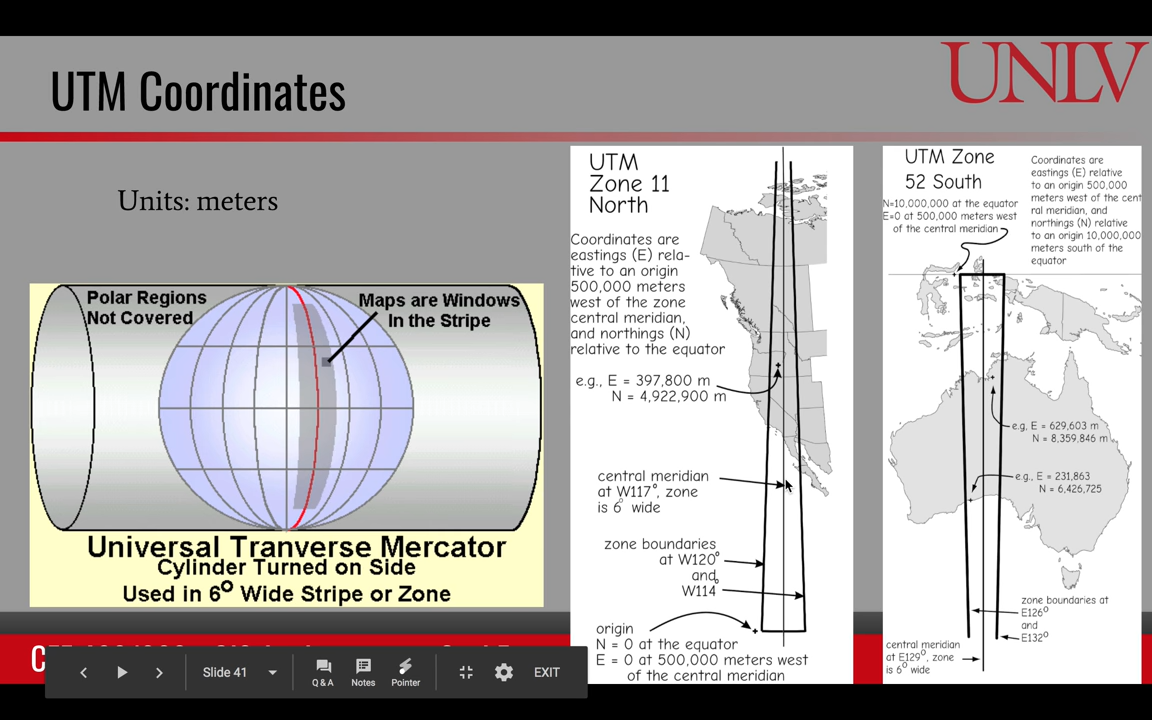 UTM Coordinates
UNLV
Units: meters
Polar Regions
Not Covered
Maps are Windows
In the Stripe
Universal Tranverse Mercator
Cylinder Turned on Side
Used in 6° Wide Stripe or Zone
UTM
Zone 11
North
Coordinates are
eastings (E) rela-
tive to an origin
500,000 meters
west of the zone
central meridian,
and northings (N)
relative to the equator
e.g., E = 397,800 m
N = 4,922,900 m
central meridian
at W117°, zone
is 6° wide
zone boundaries
at W120°
and
W114°
origin
N = 0 at the equator
E = 0 at 500,000 meters west
of the central meridian
UTM Zone
52 South
N=10,000,000 at the equator
E=0 at 500,000 meters west
of the central meridian
Coordinates are
eastings (E) relative
to an origin 500,000
meters west of the cent
ral meridian, and
northings (N) relative
to an origin 10,000,000
meters south of the
equator
e.g, E = 629,603 m
N = 8,359,846 m
e.g., E = 231,863
N = 6,426,725
zone boundaries at
E126°
and
E132°
central meridian
at E129°, zone
is 6° wide
Slide 41
Q & A
Notes
Pointer
EXIT